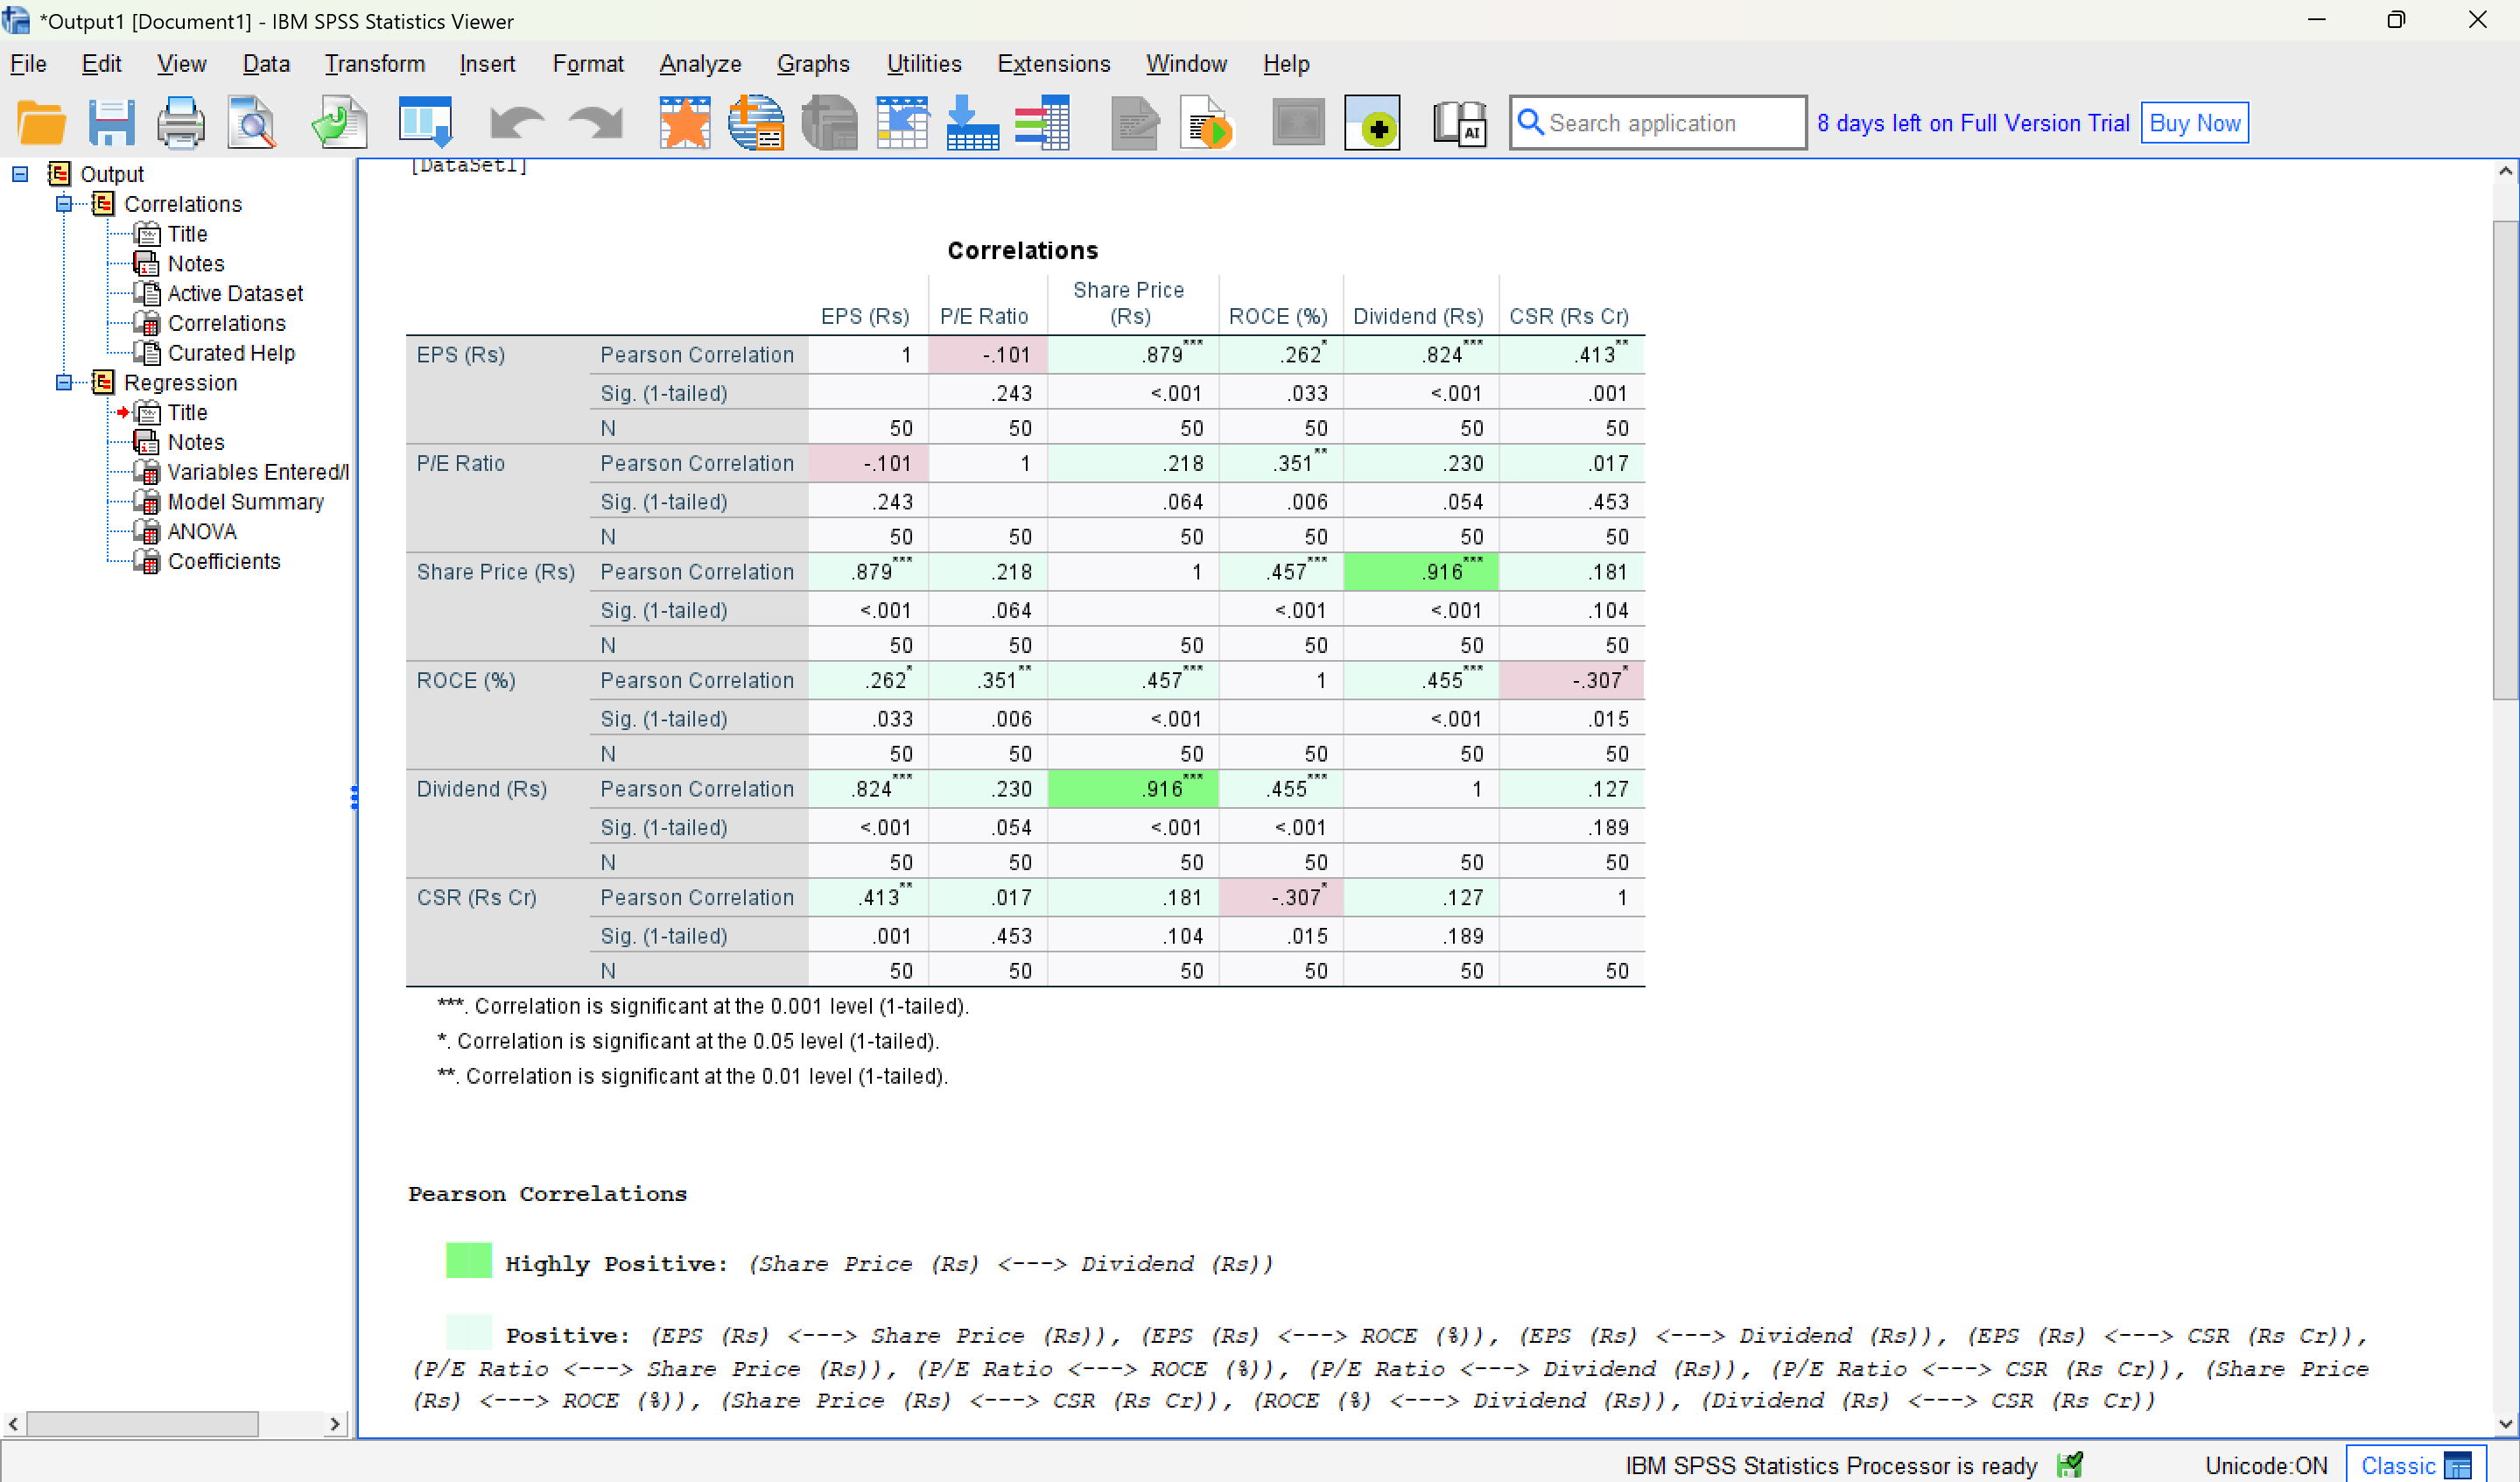 *Output1 [Document1] - IBM SPSS Statistics Viewer
File Edit View Data Transform Insert Format Analyze Graphs Utilities Extensions Window Help
AI Search application 8 days left on Full Version Trial Buy Now
Output
Correlations
Title
Notes
Active Dataset
Correlations
Curated Help
Regression
Title
Notes
Variables Entered/
Model Summary
ANOVA
Coefficients
[DataSet1]
Correlations
EPS (Rs) P/E Ratio Share Price (Rs) ROCE (%) Dividend (Rs) CSR (Rs Cr)
EPS (Rs) Pearson Correlation 1 -.101 .879*** .262* .824*** .413**
Sig. (1-tailed) .243 <.001 .033 <.001 .001
N 50 50 50 50 50 50
P/E Ratio Pearson Correlation -.101 1 .218 .351** .230 .017
Sig. (1-tailed) .243 .064 .006 .054 .453
N 50 50 50 50 50 50
Share Price (Rs) Pearson Correlation .879*** .218 1 .457*** .916*** .181
Sig. (1-tailed) <.001 .064 <.001 <.001 .104
N 50 50 50 50 50 50
ROCE (%) Pearson Correlation .262* .351** .457*** 1 .455*** -.307*
Sig. (1-tailed) .033 .006 <.001 <.001 .015
N 50 50 50 50 50 50
Dividend (Rs) Pearson Correlation .824*** .230 .916*** .455*** 1 .127
Sig. (1-tailed) <.001 .054 <.001 <.001 .189
N 50 50 50 50 50 50
CSR (Rs Cr) Pearson Correlation .413** .017 .181 -.307* .127 1
Sig. (1-tailed) .001 .453 .104 .015 .189
N 50 50 50 50 50 50
***. Correlation is significant at the 0.001 level (1-tailed).
*. Correlation is significant at the 0.05 level (1-tailed).
**. Correlation is significant at the 0.01 level (1-tailed).
Pearson Correlations
Highly Positive: (Share Price (Rs) <---> Dividend (Rs))
Positive: (EPS (Rs) <---> Share Price (Rs)), (EPS (Rs) <---> ROCE (%)), (EPS (Rs) <---> Dividend (Rs)), (EPS (Rs) <---> CSR (Rs Cr)),
(P/E Ratio <---> Share Price (Rs)), (P/E Ratio <---> ROCE (%)), (P/E Ratio <---> Dividend (Rs)), (P/E Ratio <---> CSR (Rs Cr)), (Share Price
(Rs) <---> ROCE (%)), (Share Price (Rs) <---> CSR (Rs Cr)), (ROCE (%) <---> Dividend (Rs)), (Dividend (Rs) <---> CSR (Rs Cr))
IBM SPSS Statistics Processor is ready Unicode:ON Classic